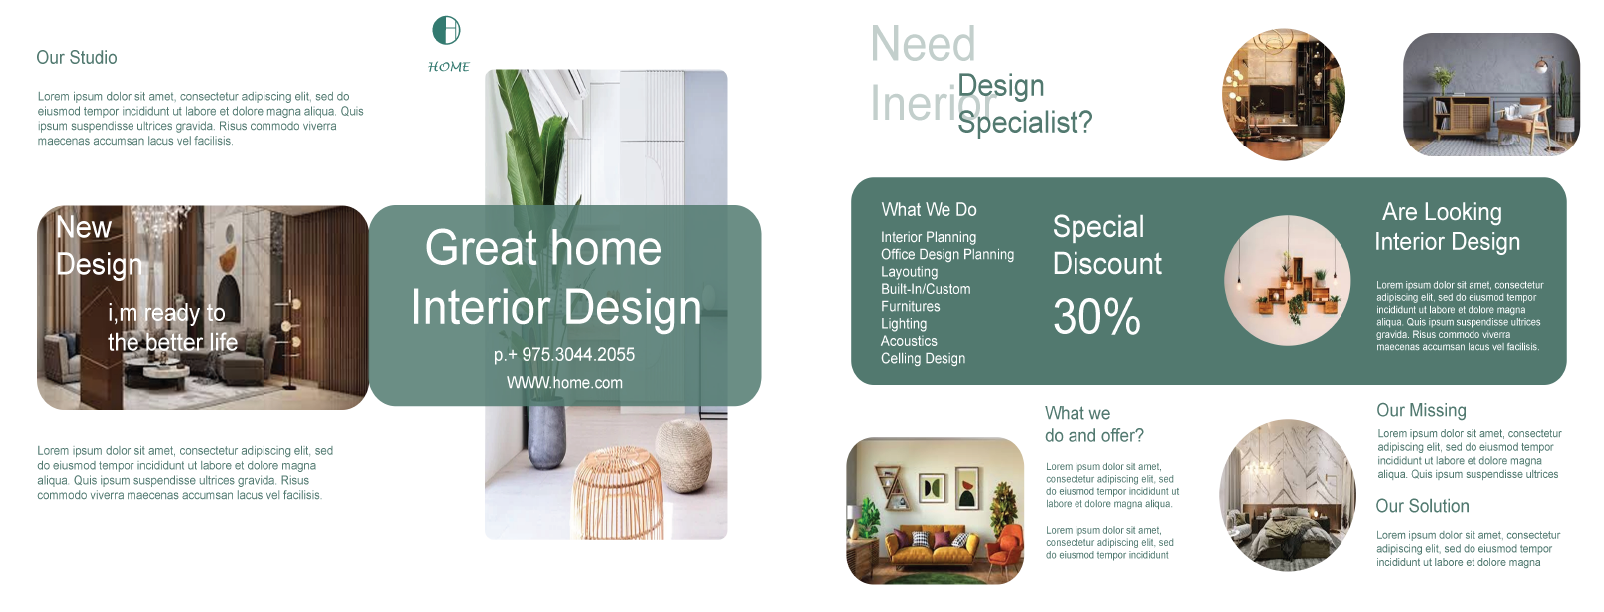 Our Studio
Lorem ipsum dolor sit amet, consectetur adipiscing elit, sed do
eiusmod tempor incididunt ut labore et dolore magna aliqua. Quis
ipsum suspendisse ultrices gravida. Risus commodo viverra
maecenas accumsan lacus vel facilisis.
New
Design
i,m ready to
the better life
Lorem ipsum dolor sit amet, consectetur adipiscing elit, sed
do eiusmod tempor incididunt ut labore et dolore magna
aliqua. Quis ipsum suspendisse ultrices gravida. Risus
commodo viverra maecenas accumsan lacus vel facilisis.
HOME
Great home
Interior Design
p.+ 975.3044.2055
WWW.home.com
Need
Inerior
Design
Specialist?
What We Do
Interior Planning
Office Design Planning
Layouting
Built-In/Custom
Furnitures
Lighting
Acoustics
Celling Design
Special
Discount
30%
Are Looking
Interior Design
Lorem ipsum dolor sit amet, consectetur
adipiscing elit, sed do eiusmod tempor
incididunt ut labore et dolore magna
aliqua. Quis ipsum suspendisse ultrices
gravida. Risus commodo viverra
maecenas accumsan lacus vel facilisis.
What we
do and offer?
Lorem ipsum dolor sit amet,
consectetur adipiscing elit, sed
do eiusmod tempor incididunt ut
labore et dolore magna aliqua.
Lorem ipsum dolor sit amet,
consectetur adipiscing elit, sed
do eiusmod tempor incididunt
Our Missing
Lorem ipsum dolor sit amet, consectetur
adipiscing elit, sed do eiusmod tempor
incididunt ut labore et dolore magna
aliqua. Quis ipsum suspendisse ultrices
Our Solution
Lorem ipsum dolor sit amet, consectetur
adipiscing elit, sed do eiusmod tempor
incididunt ut labore et dolore magna